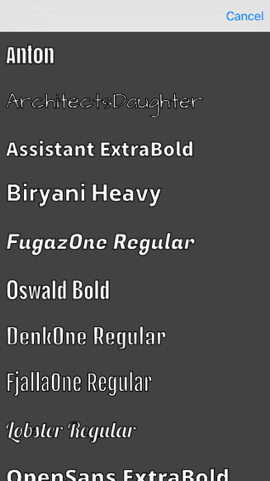 Cancel
Anton
ArchitectsDaughter
Assistant ExtraBold
Biryani Heavy
FugazOne Regular
Oswald Bold
DenkOne Regular
FjallaOne Regular
Lobster Regular
OpenSans ExtraBold